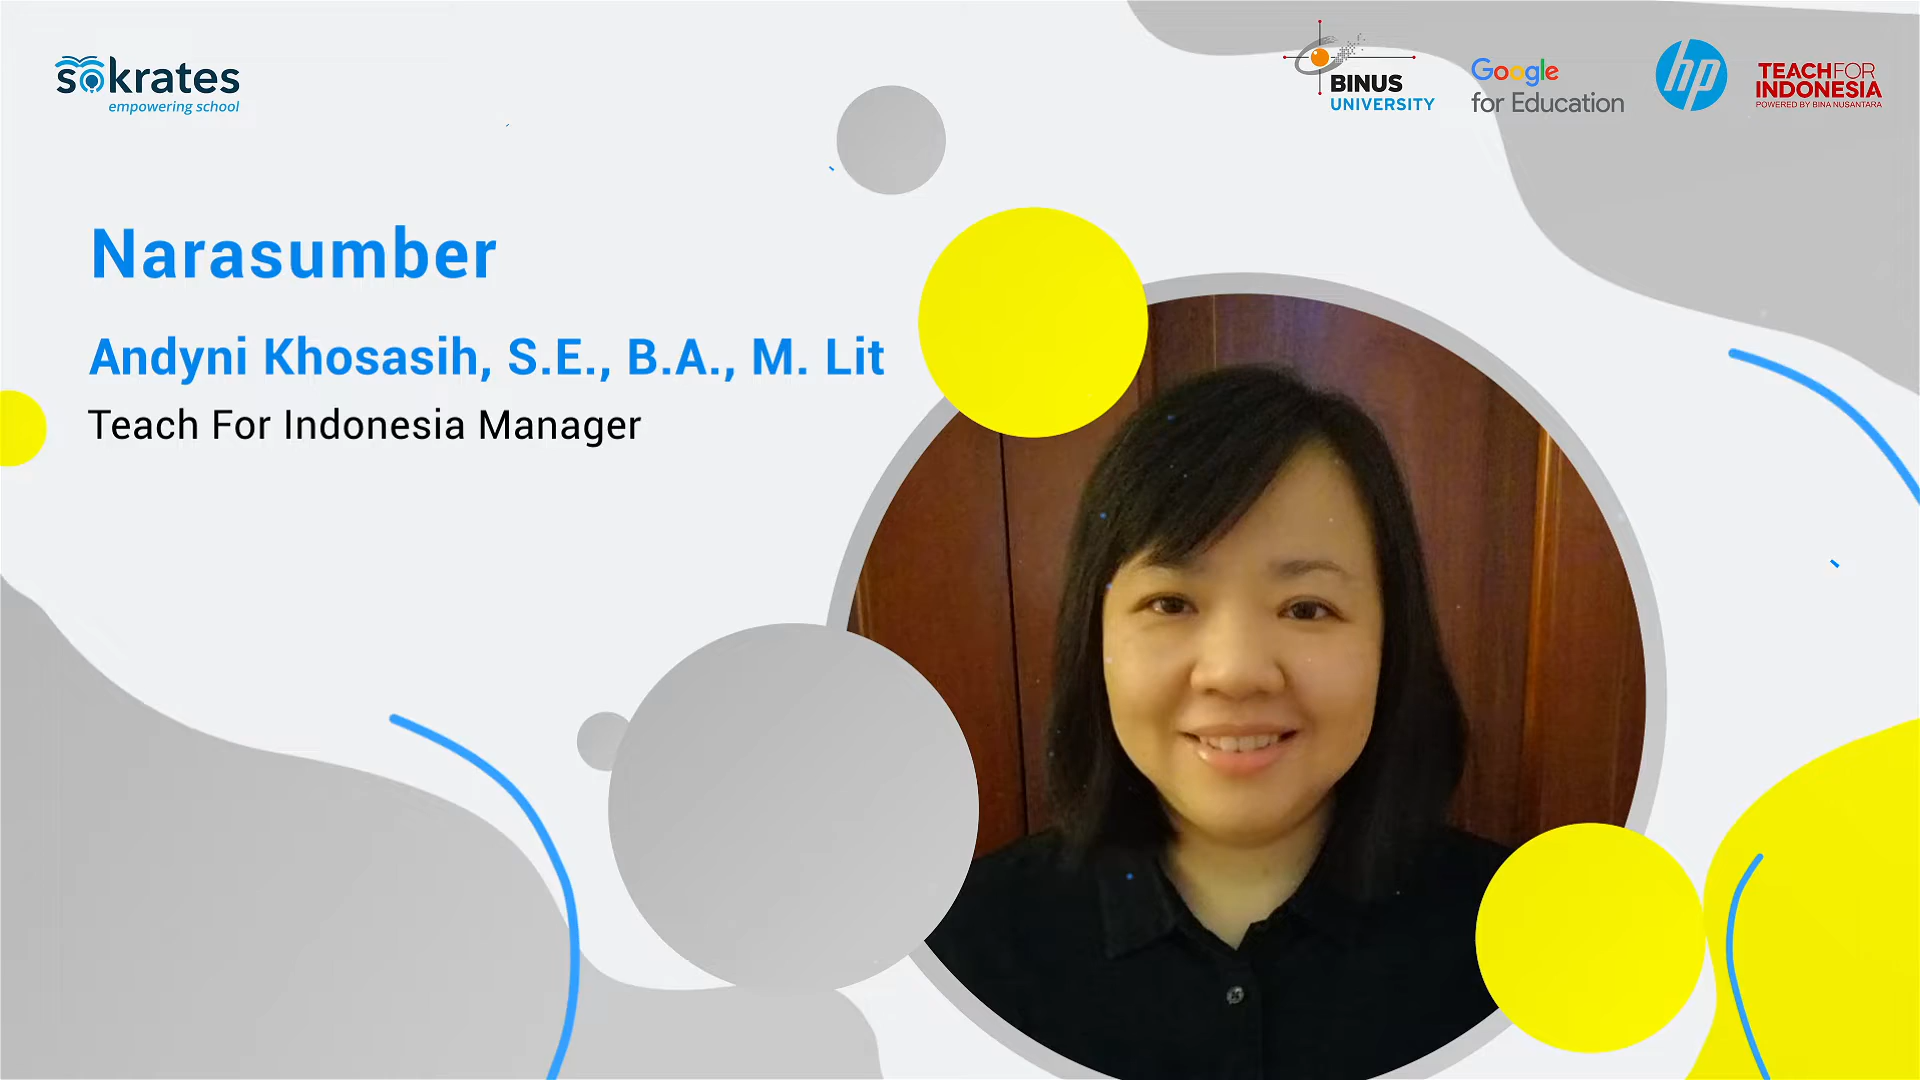 sokrates
empowering school
BINUS
UNIVERSITY
Google
for Education
hp
TEACHFOR
INDONESIA
POWERED BY BINA NUSANTARA
Narasumber
Andyni Khosasih, S.E., B.A., M. Lit
Teach For Indonesia Manager